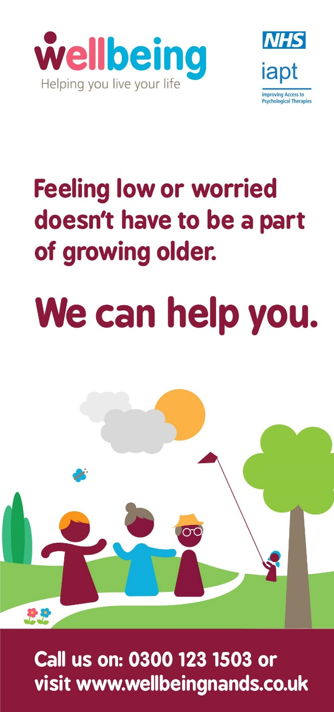 wellbeing
Helping you live your life
NHS
iapt
Improving Access to
Psychological Therapies
Feeling low or worried
doesn't have to be a part
of growing older.
We can help you.
Call us on: 0300 123 1503 or
visit www.wellbeingnands.co.uk